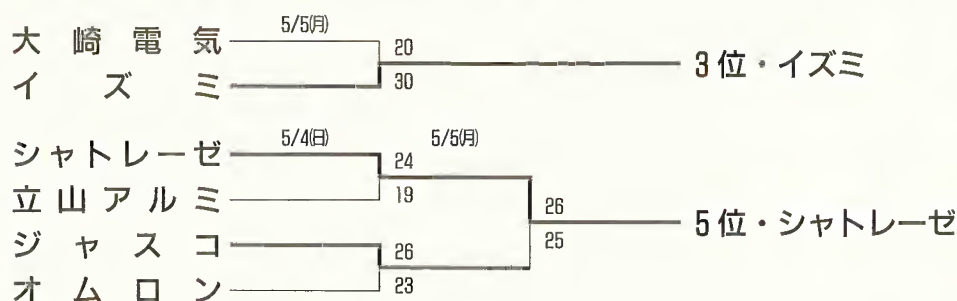 大崎電気 5/5(月) 20
イズミ 30
3位・イズミ
シャトレーゼ 5/4(日) 24 5/5(月)
立山アルミ 19
26
25
5位・シャトレーゼ
ジャスコ 26
オムロン 23